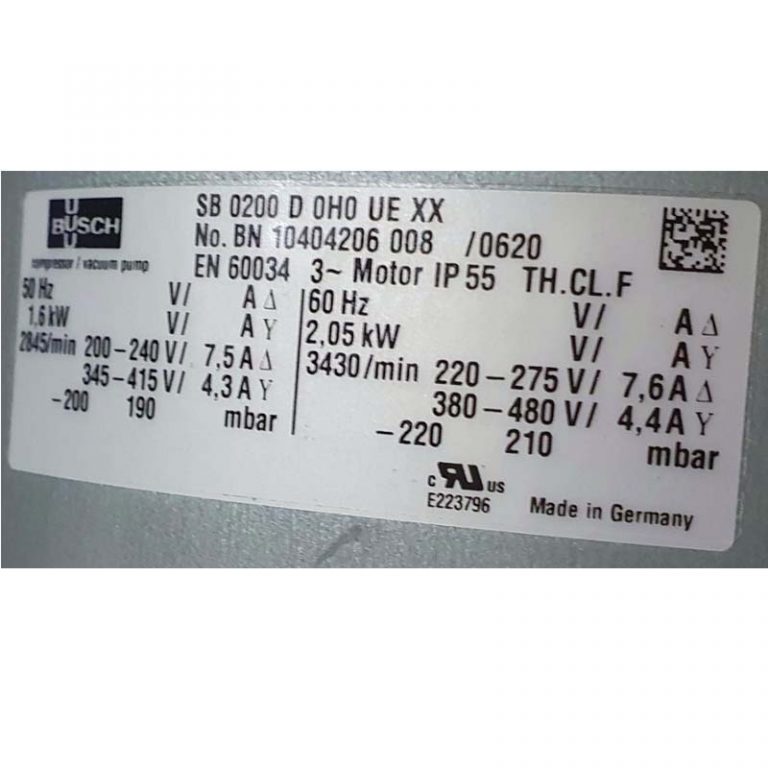 BUSCH
compressor / vacuum pump
SB 0200 D 0H0 UE XX
No. BN 10404206 008 /0620
EN 60034 3~ Motor IP 55 TH.CL.F
50 Hz V/ A Δ
1,6 kW V/ A Y
2845/min 200–240 V/ 7,5 A Δ
345–415 V/ 4,3 A Y
–200 190 mbar
60 Hz V/ A Δ
2,05 kW V/ A Y
3430/min 220–275 V/ 7,6 A Δ
380–480 V/ 4,4 A Y
–220 210 mbar
c RU us
E223796
Made in Germany